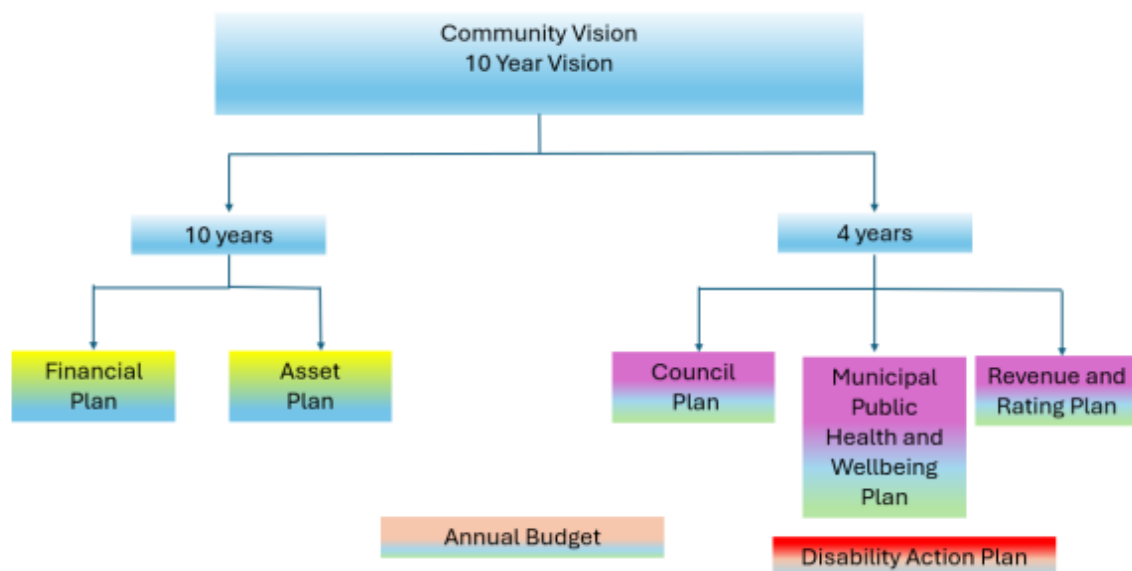 Community Vision
10 Year Vision
10 years
4 years
Financial
Plan
Asset
Plan
Council
Plan
Municipal
Public
Health and
Wellbeing
Plan
Revenue and
Rating Plan
Annual Budget
Disability Action Plan